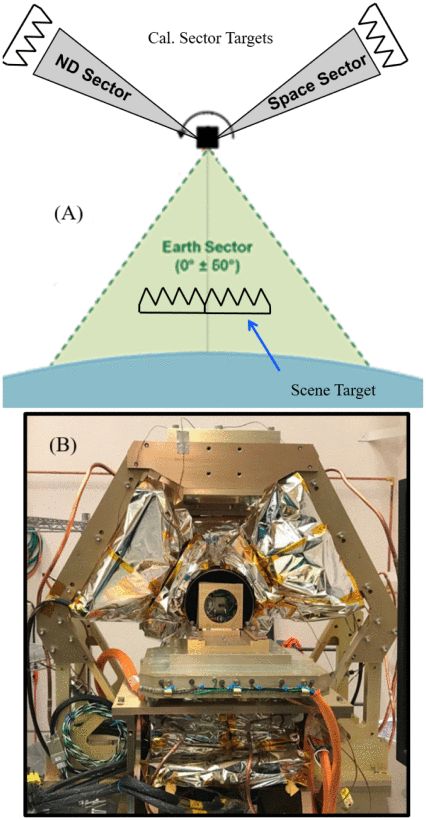 Cal. Sector Targets
ND Sector
Space Sector
(A)
Earth Sector
(0° ± 60°)
Scene Target
(B)